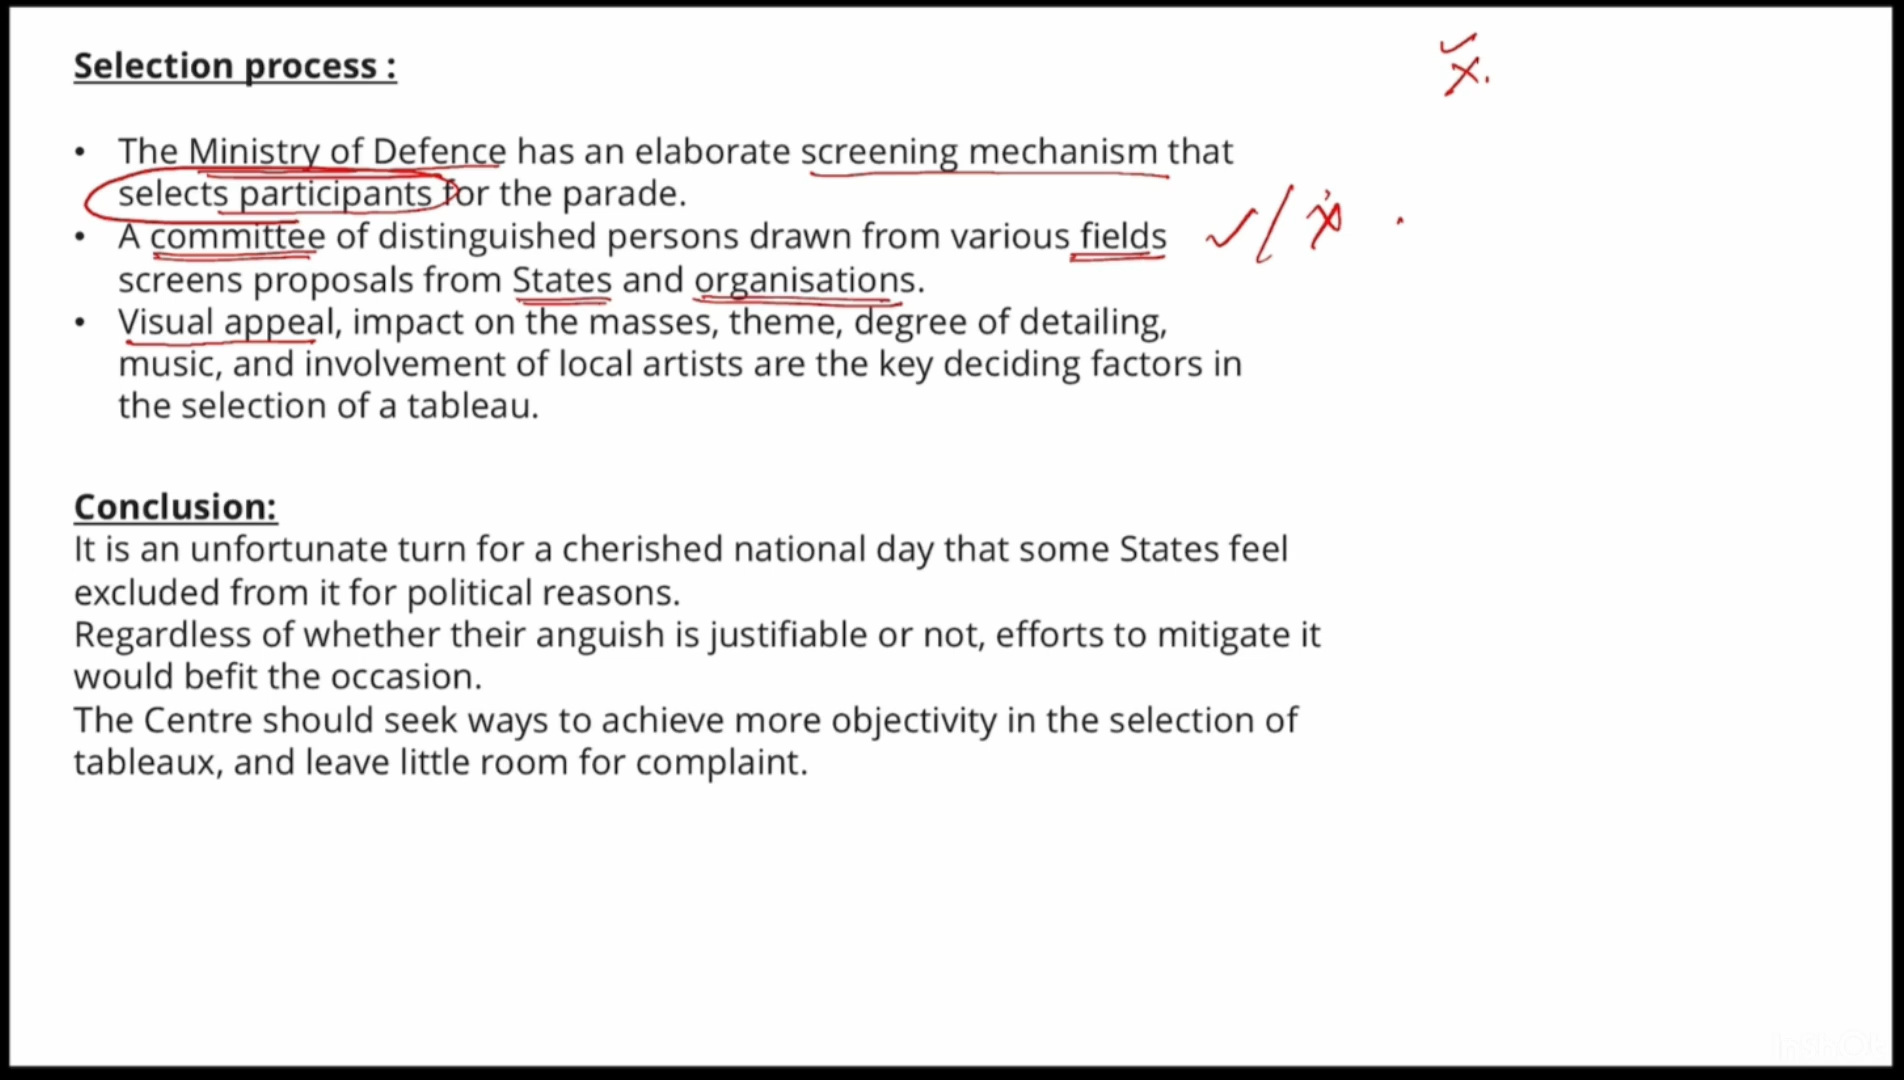 Selection process :
• The Ministry of Defence has an elaborate screening mechanism that
selects participants for the parade.
• A committee of distinguished persons drawn from various fields
screens proposals from States and organisations.
• Visual appeal, impact on the masses, theme, degree of detailing,
music, and involvement of local artists are the key deciding factors in
the selection of a tableau.
Conclusion:
It is an unfortunate turn for a cherished national day that some States feel
excluded from it for political reasons.
Regardless of whether their anguish is justifiable or not, efforts to mitigate it
would befit the occasion.
The Centre should seek ways to achieve more objectivity in the selection of
tableaux, and leave little room for complaint.